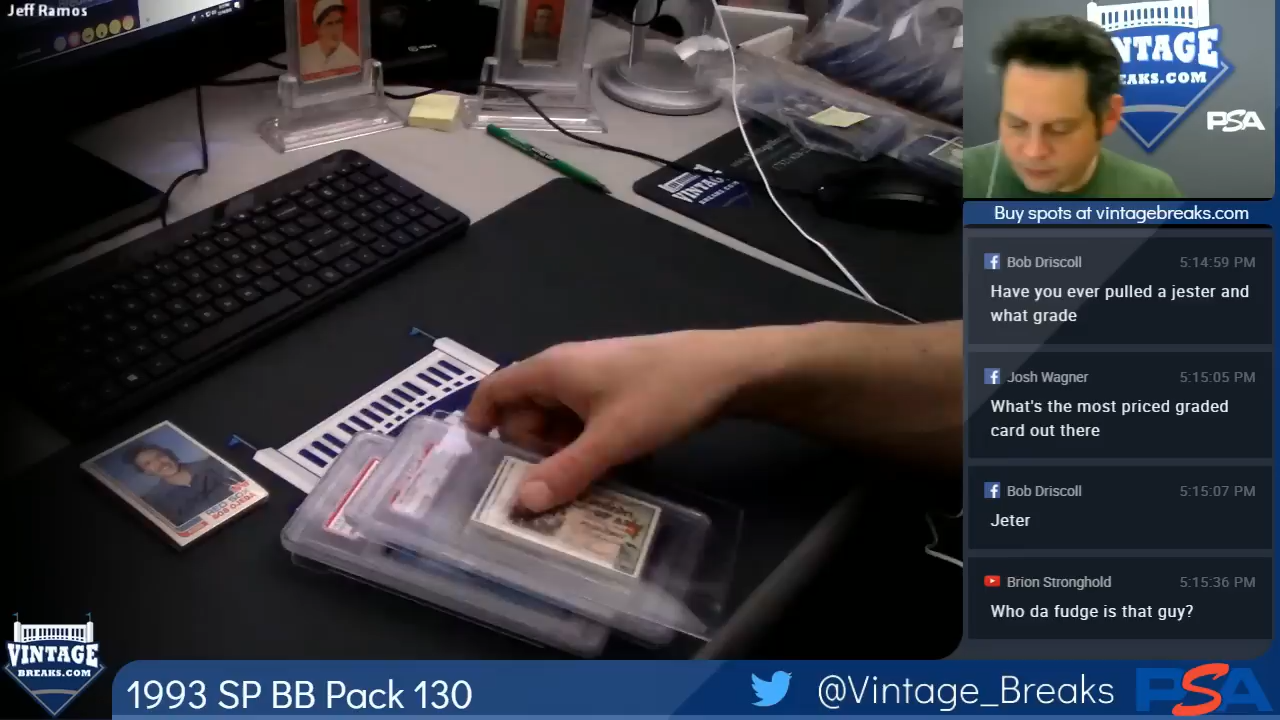 Jeff Ramos
VINTAGE
BREAKS.COM
VINTAGE
EAKS.COM
PSA
Buy spots at vintagebreaks.com
Bob Driscoll 5:14:59 PM
Have you ever pulled a jester and
what grade
Josh Wagner 5:15:05 PM
What's the most priced graded
card out there
Bob Driscoll 5:15:07 PM
Jeter
Brion Stronghold 5:15:36 PM
Who da fudge is that guy?
VINTAGE
BREAKS.COM
1993 SP BB Pack 130
@Vintage_Breaks
PSA